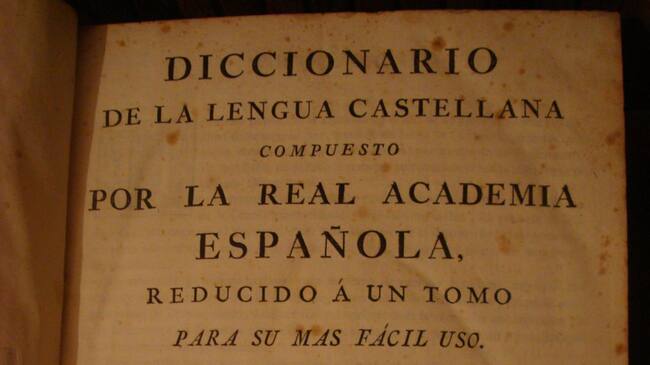 DICCIONARIO
DE LA LENGUA CASTELLANA
COMPUESTO
POR LA REAL ACADEMIA
ESPAÑOLA,
REDUCIDO Á UN TOMO
PARA SU MAS FÁCIL USO.